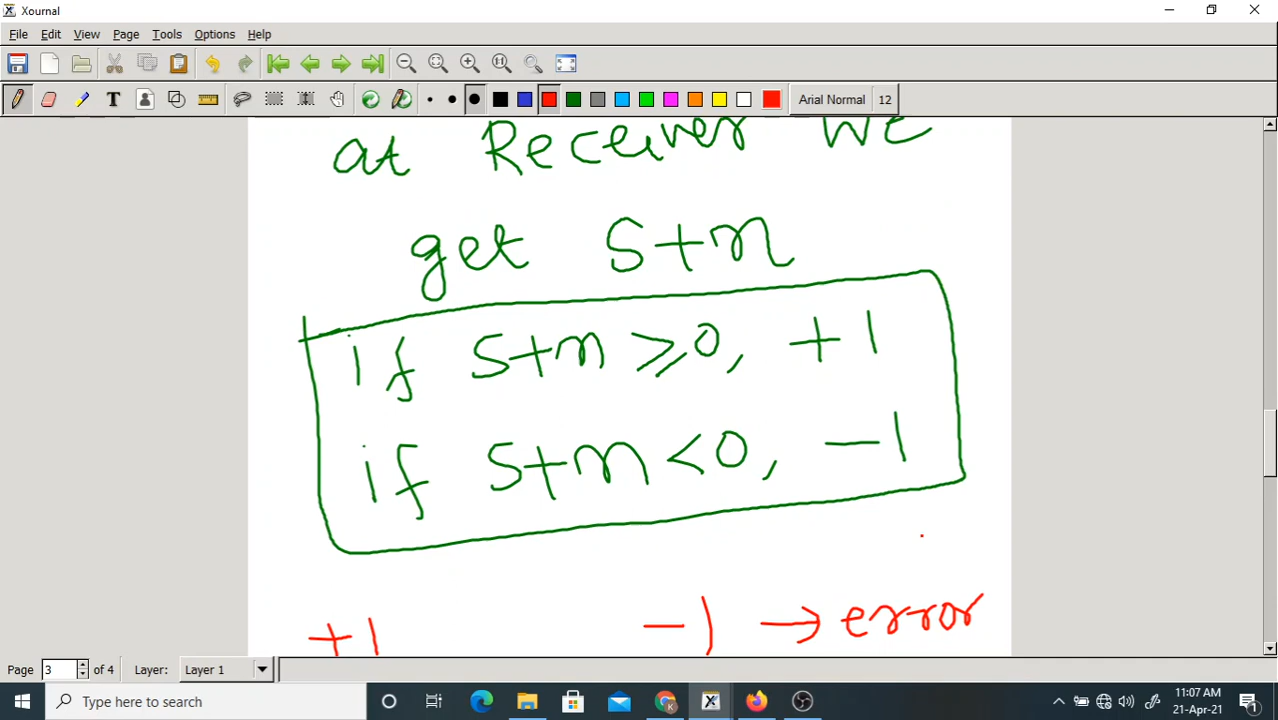 Xournal
File Edit View Page Tools Options Help
T Arial Normal 12
at Receiver we
get S+n
if S+n ≥0, +1
if S+n <0, -1
+1 -1 → error
Page 3 of 4 Layer: Layer 1
Type here to search
11:07 AM
21-Apr-21